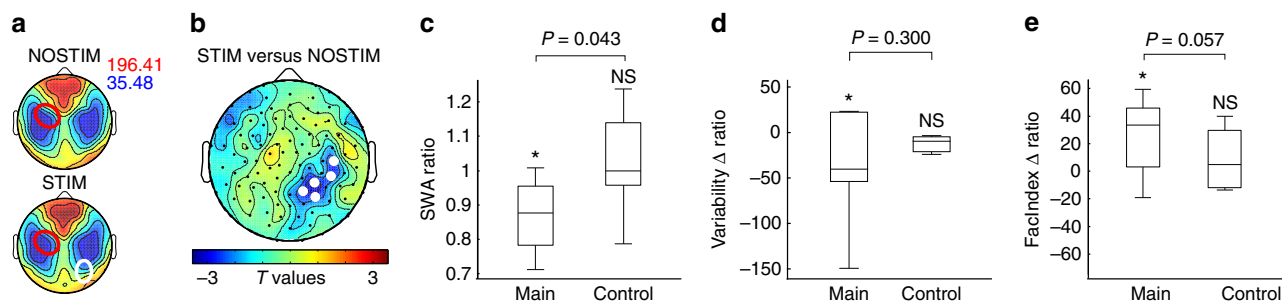 a
NOSTIM
196.41
35.48
STIM
b
STIM versus NOSTIM
−3
T values
3
c
P = 0.043
NS
*
SWA ratio
1.2
1.1
1
0.9
0.8
0.7
Main
Control
d
P = 0.300
*
NS
Variability Δ ratio
0
−50
−100
−150
Main
Control
e
P = 0.057
*
NS
FacIndex Δ ratio
60
40
20
0
−20
−40
−60
Main
Control